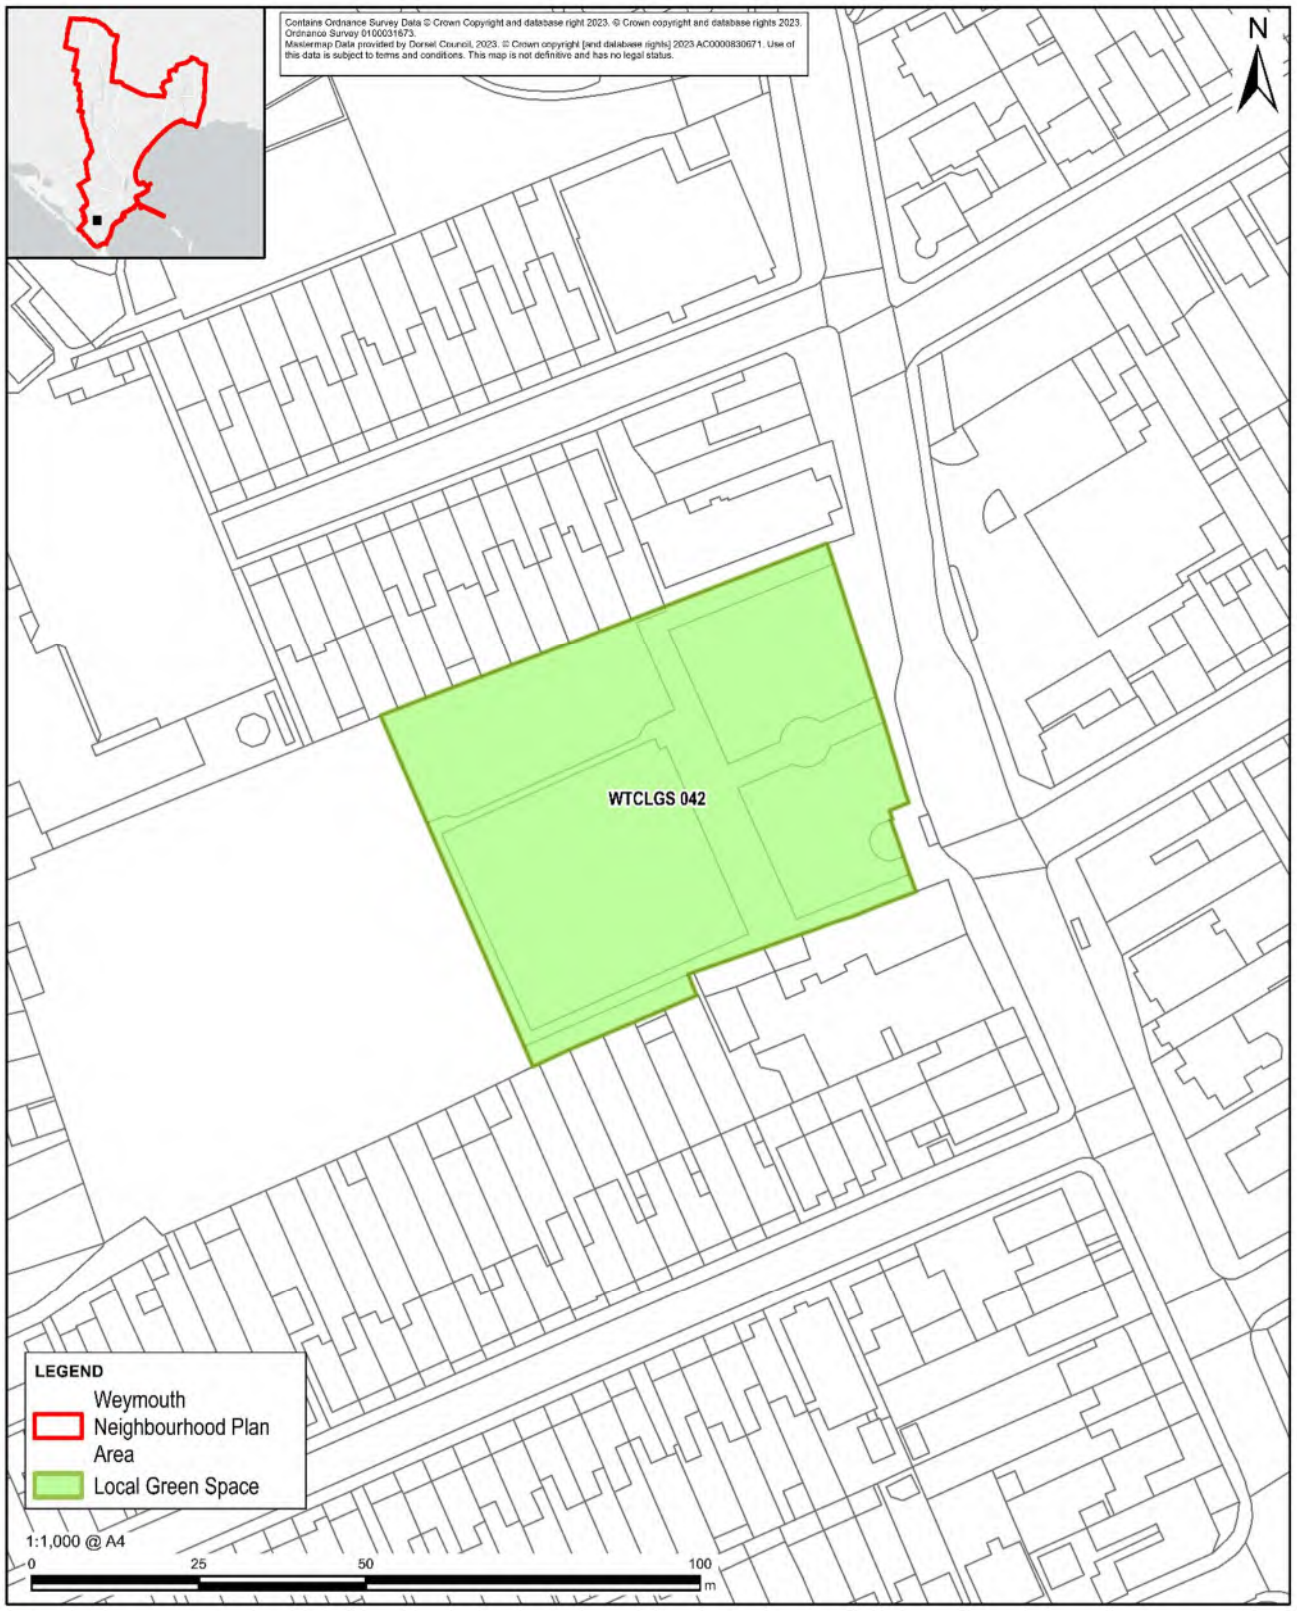 Contains Ordnance Survey Data © Crown Copyright and database right 2023. © Crown copyright and database rights 2023.
Ordnance Survey 0100031673.
Mastermap Data provided by Dorset Council, 2023. © Crown copyright [and database rights] 2023 AC0000830671. Use of
this data is subject to terms and conditions. This map is not definitive and has no legal status.
N
WTCLGS 042
LEGEND
Weymouth
Neighbourhood Plan
Area
Local Green Space
1:1,000 @ A4
0 25 50 100
m